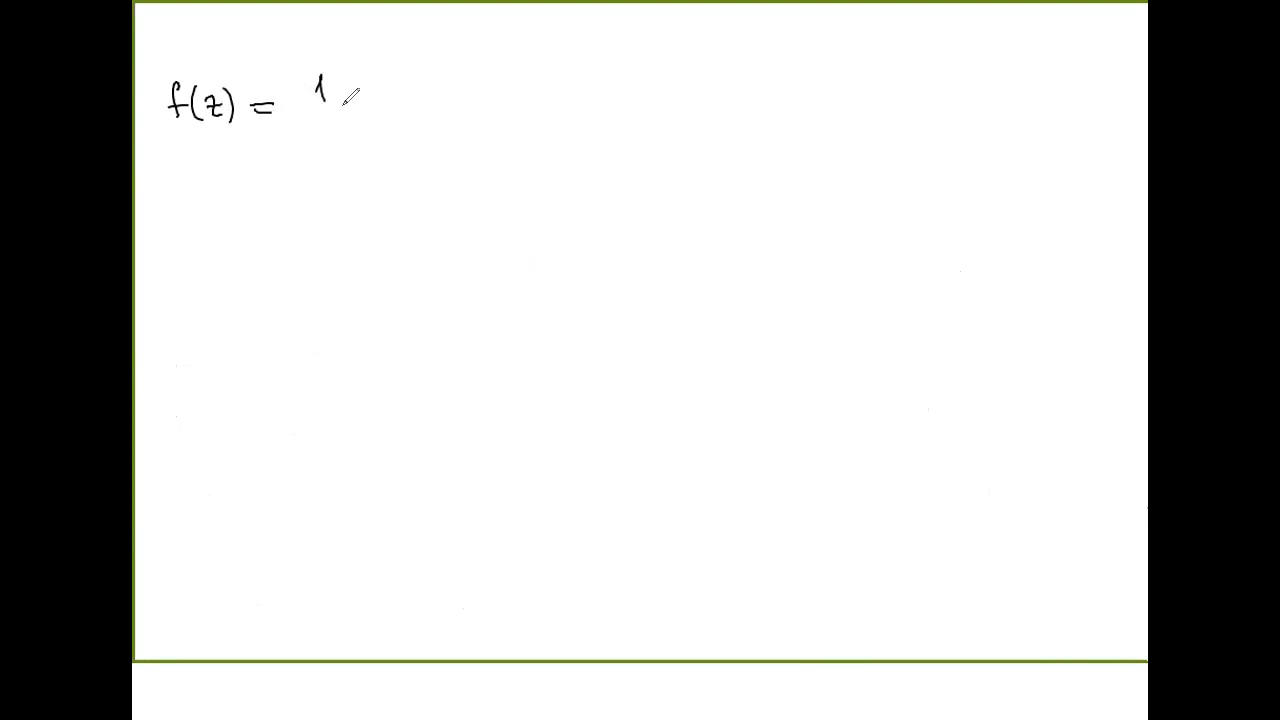 f(z) = 1